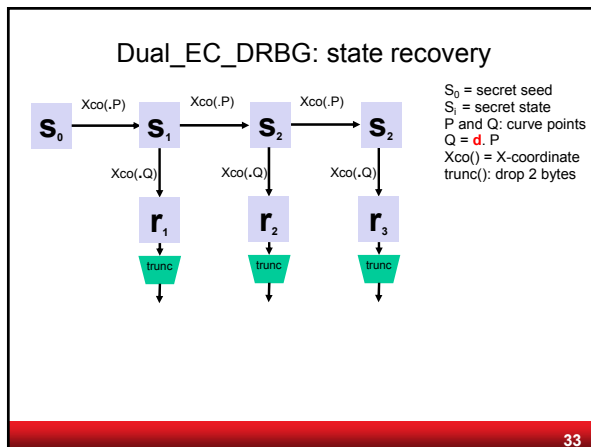 Dual_EC_DRBG: state recovery
Xco(.P) Xco(.P) Xco(.P)
S0 S1 S2 S2
Xco(.Q) Xco(.Q) Xco(.Q)
r1 r2 r3
trunc trunc trunc
S0 = secret seed
Si = secret state
P and Q: curve points
Q = d. P
Xco() = X-coordinate
trunc(): drop 2 bytes
33